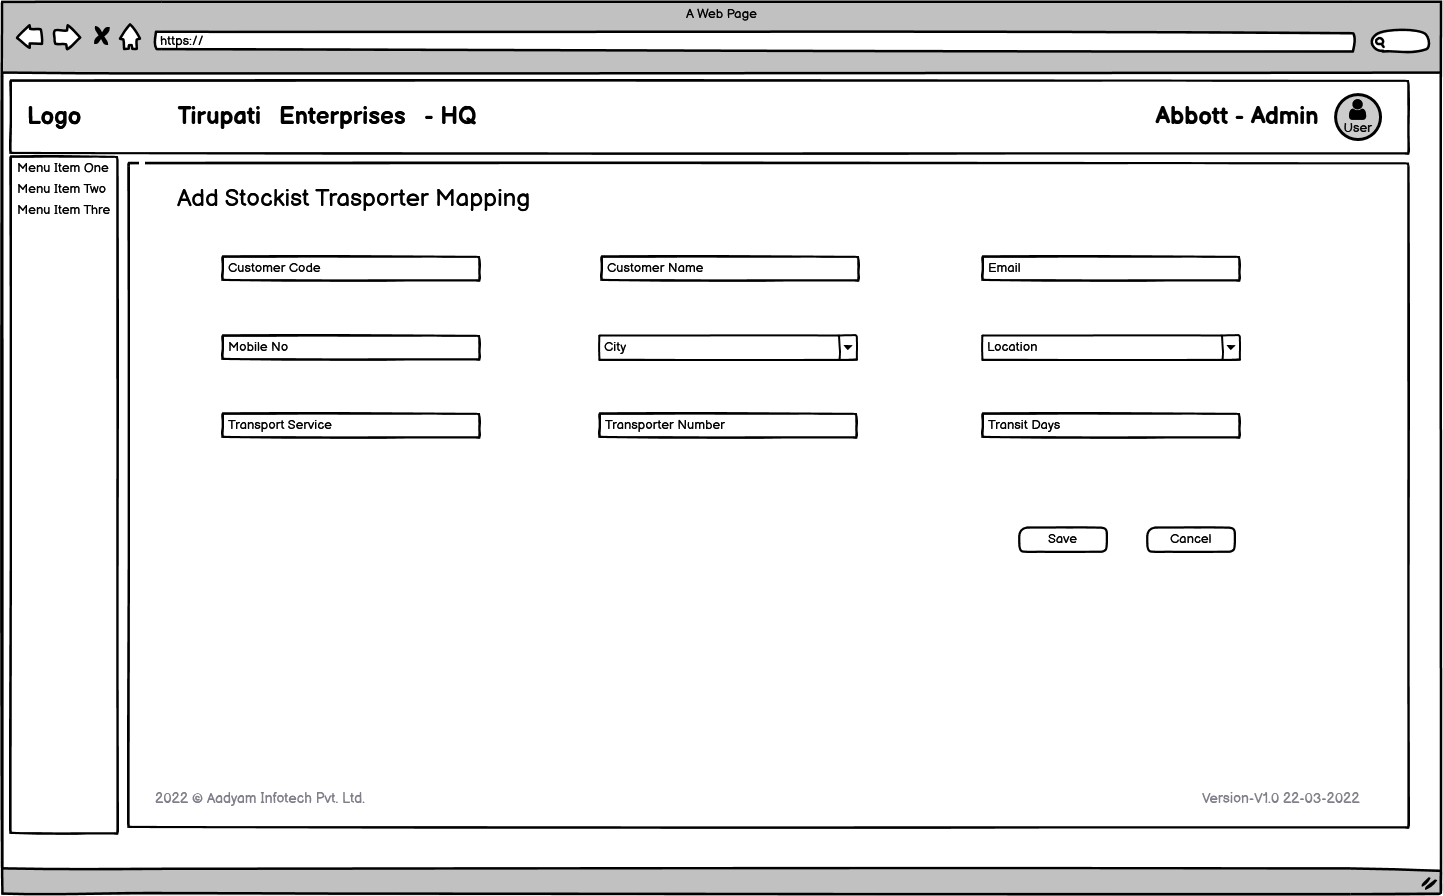 A Web Page
https://
Logo
Tirupati Enterprises - HQ
Abbott - Admin
User
Menu Item One
Menu Item Two
Menu Item Thre
Add Stockist Trasporter Mapping
Customer Code
Customer Name
Email
Mobile No
City
Location
Transport Service
Transporter Number
Transit Days
Save
Cancel
2022 © Aadyam Infotech Pvt. Ltd.
Version-V1.0 22-03-2022